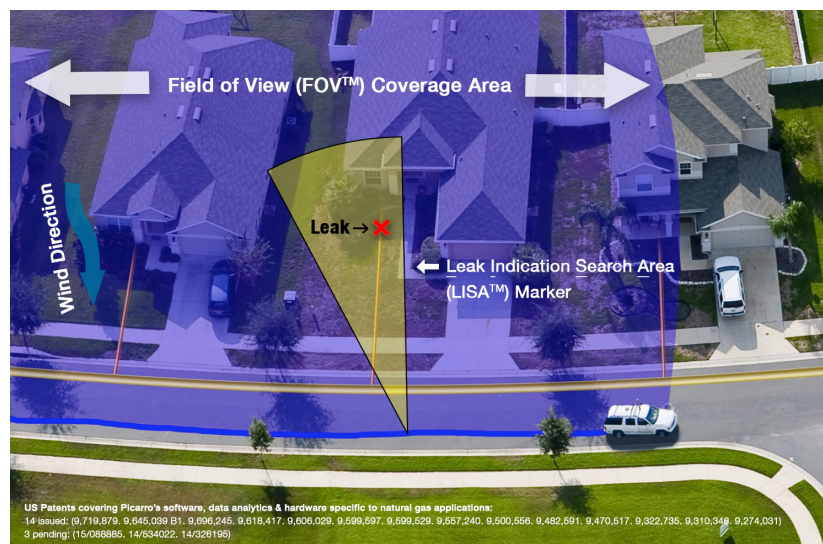 Field of View (FOV™) Coverage Area
Wind Direction
Leak→
Leak Indication Search Area
(LISA™) Marker
US Patents covering Picarro's software, data analytics & hardware specific to natural gas applications:
14 issued: (9,719,879. 9,645,039 B1. 9,696,245. 9,618,417. 9,606,029. 9,599,597. 9,599,529. 9,557,240. 9,500,556. 9,482,591. 9,470,517. 9,322,735. 9,310,346. 9,274,031)
3 pending: (15/088885. 14/534022. 14/326195)